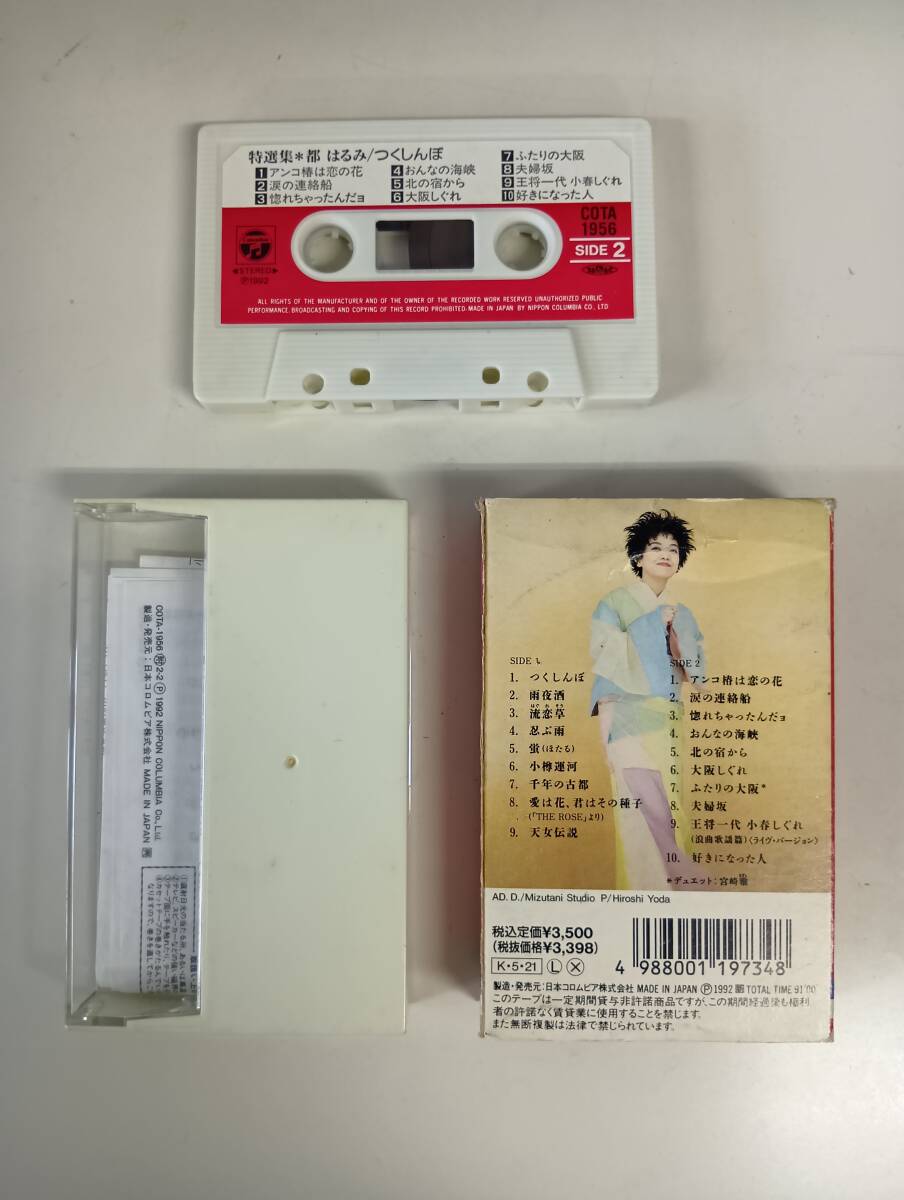 特選集*都 はるみ/つくしんぼ
1 アンコ椿は恋の花
2 涙の連絡船
3 惚れちゃったんだョ
4 おんなの海峡
5 北の宿から
6 大阪しぐれ
7 ふたりの大阪
8 夫婦坂
9 王将一代 小春しぐれ
10 好きになった人
COTA
1956
SIDE 2
Columbia
◀STEREO▶
Ⓟ1992
ALL RIGHTS OF THE MANUFACTURER AND OF THE OWNER OF THE RECORDED WORK RESERVED UNAUTHORIZED PUBLIC
PERFORMANCE. BROADCASTING AND COPYING OF THIS RECORD PROHIBITED. MADE IN JAPAN BY NIPPON COLUMBIA CO., LTD
COTA-1956 2-2 Ⓟ 1992 NIPPON COLUMBIA Co., Ltd.
製造・発売元:日本コロムビア株式会社 MADE IN JAPAN
SIDE 1
1. つくしんぼ
2. 雨夜酒
3. 流恋草
4. 忍ぶ雨
5. 蛍(ほたる)
6. 小樽運河
7. 千年の古都
8. 愛は花、君はその種子
(「THE ROSE」より)
9. 天女伝説
SIDE 2
1. アンコ椿は恋の花
2. 涙の連絡船
3. 惚れちゃったんだョ
4. おんなの海峡
5. 北の宿から
6. 大阪しぐれ
7. ふたりの大阪*
8. 夫婦坂
9. 王将一代 小春しぐれ
(浪曲歌謡篇)〈ライヴ・バージョン〉
10. 好きになった人
*デュエット:宮崎雅
AD. D./Mizutani Studio P/Hiroshi Yoda
税込定価¥3,500
(税抜価格¥3,398)
K・5・21 L X
4 988001 197348
製造・発売元:日本コロムビア株式会社 MADE IN JAPAN Ⓟ 1992 TOTAL TIME 91'00
このテープは一定期間貸与非許諾商品ですが、この期間経過後も権利
者の許諾なく賃貸業に使用することを禁じます。
また無断複製は法律で禁じられています。